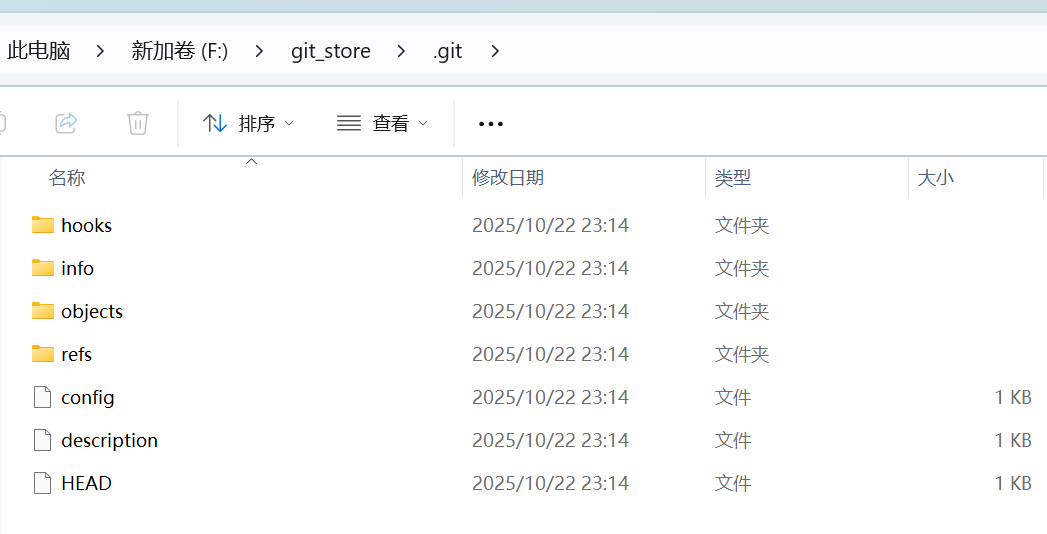 此电脑 > 新加卷 (F:) > git_store > .git >
排序 查看 •••
名称 修改日期 类型 大小
hooks 2025/10/22 23:14 文件夹
info 2025/10/22 23:14 文件夹
objects 2025/10/22 23:14 文件夹
refs 2025/10/22 23:14 文件夹
config 2025/10/22 23:14 文件 1 KB
description 2025/10/22 23:14 文件 1 KB
HEAD 2025/10/22 23:14 文件 1 KB